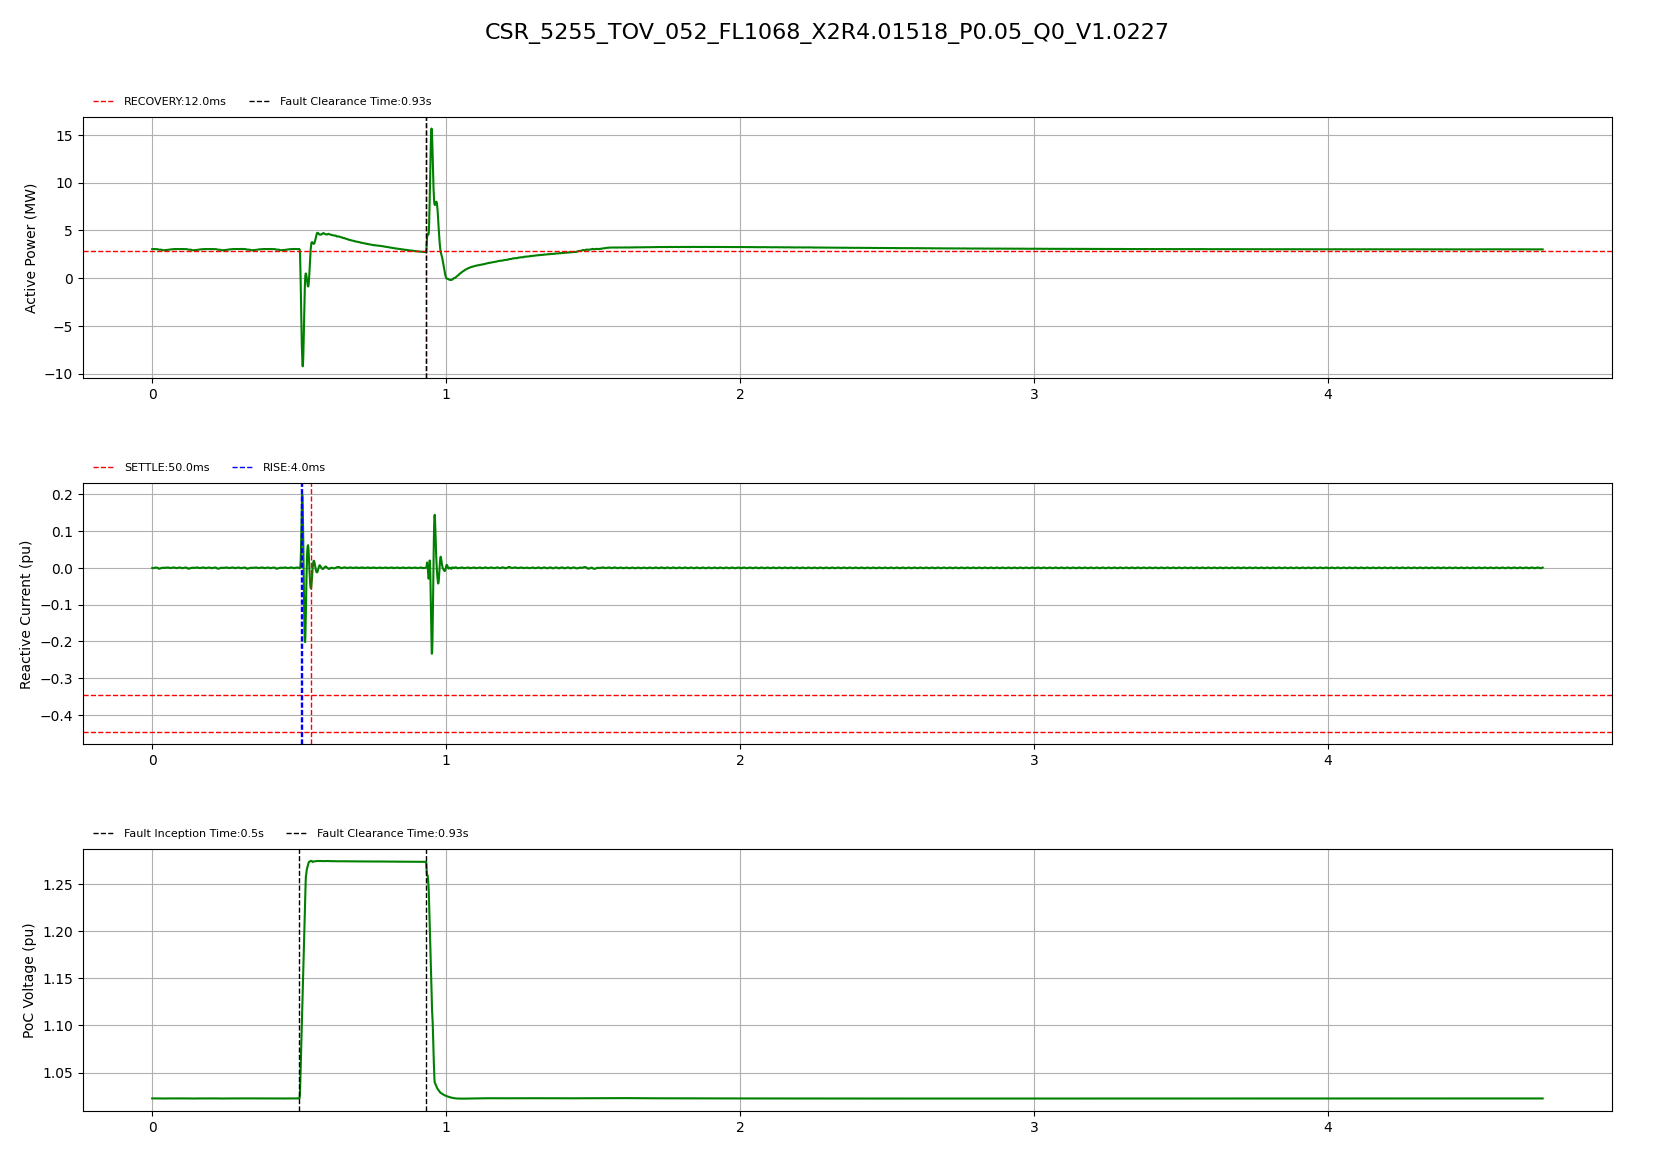 CSR_5255_TOV_052_FL1068_X2R4.01518_P0.05_Q0_V1.0227
RECOVERY:12.0ms Fault Clearance Time:0.93s
Active Power (MW)
15
10
5
0
−5
−10
0 1 2 3 4
SETTLE:50.0ms RISE:4.0ms
Reactive Current (pu)
0.2
0.1
0.0
−0.1
−0.2
−0.3
−0.4
0 1 2 3 4
Fault Inception Time:0.5s Fault Clearance Time:0.93s
PoC Voltage (pu)
1.25
1.20
1.15
1.10
1.05
0 1 2 3 4